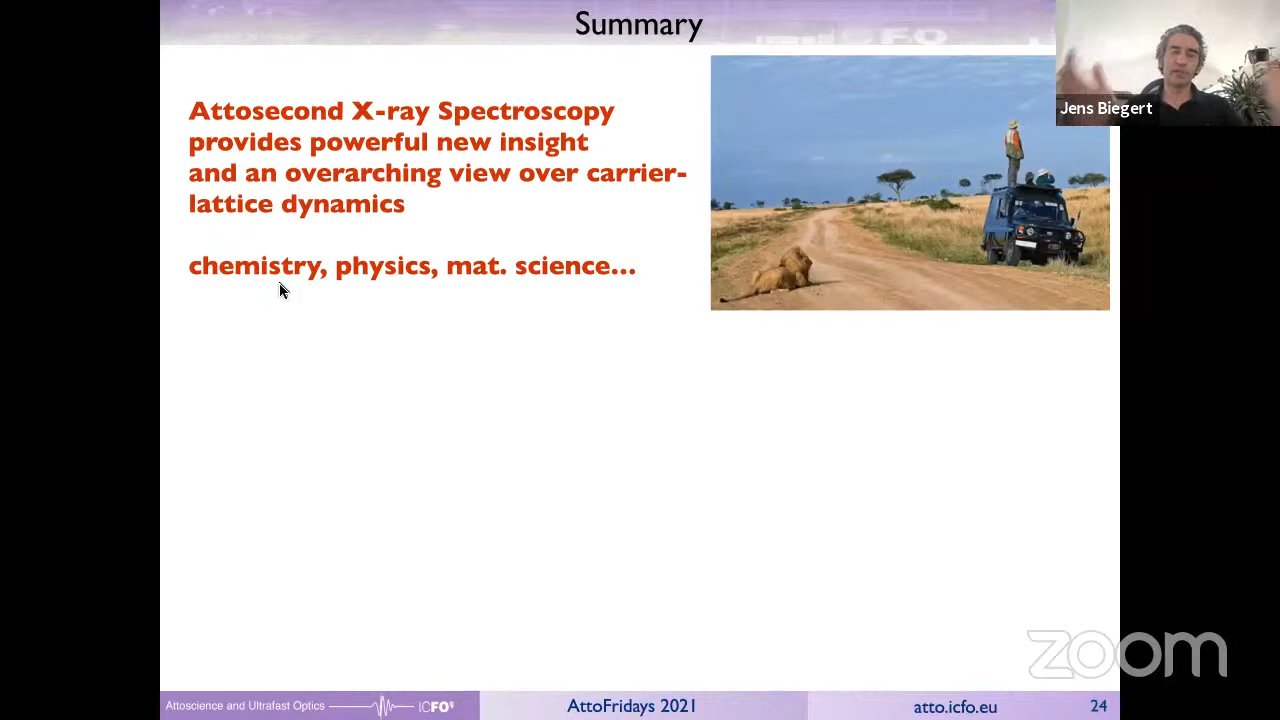 Summary
Jens Biegert
Attosecond X-ray Spectroscopy
provides powerful new insight
and an overarching view over carrier-
lattice dynamics
chemistry, physics, mat. science...
zoom
Attoscience and Ultrafast Optics
ICFO
AttoFridays 2021
atto.icfo.eu
24